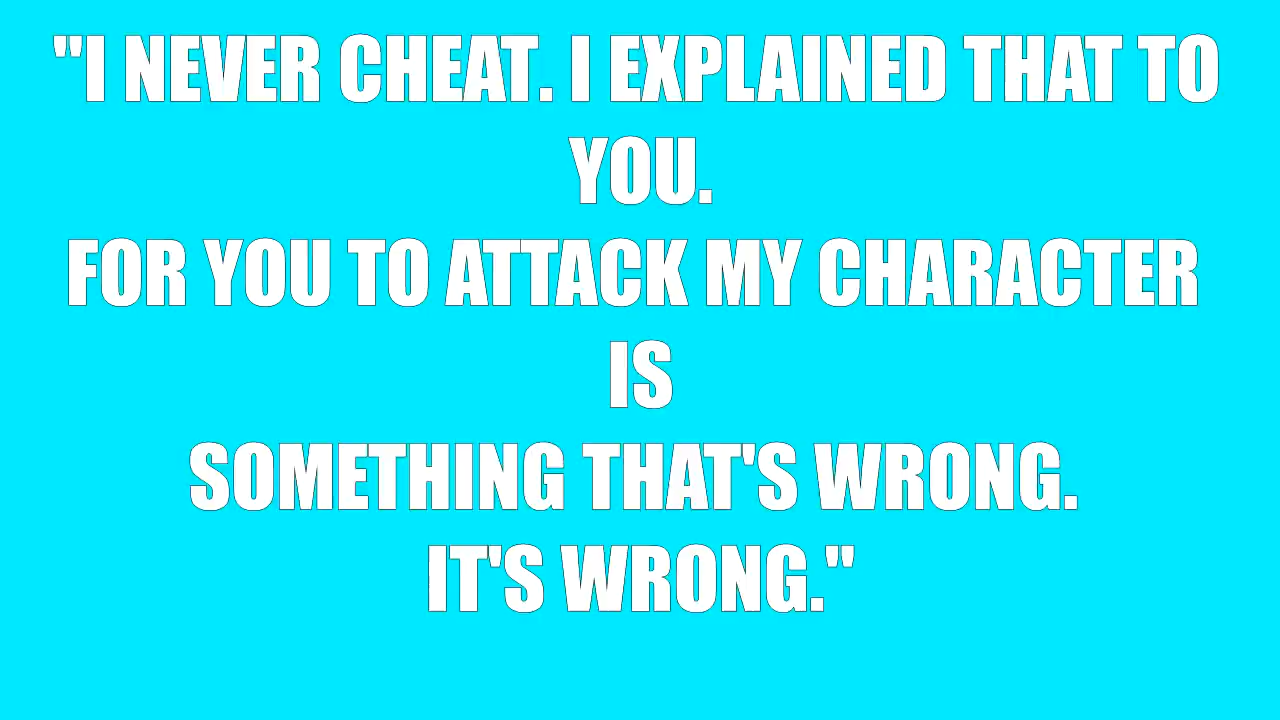 "I NEVER CHEAT. I EXPLAINED THAT TO
YOU.
FOR YOU TO ATTACK MY CHARACTER
IS
SOMETHING THAT'S WRONG.
IT'S WRONG."